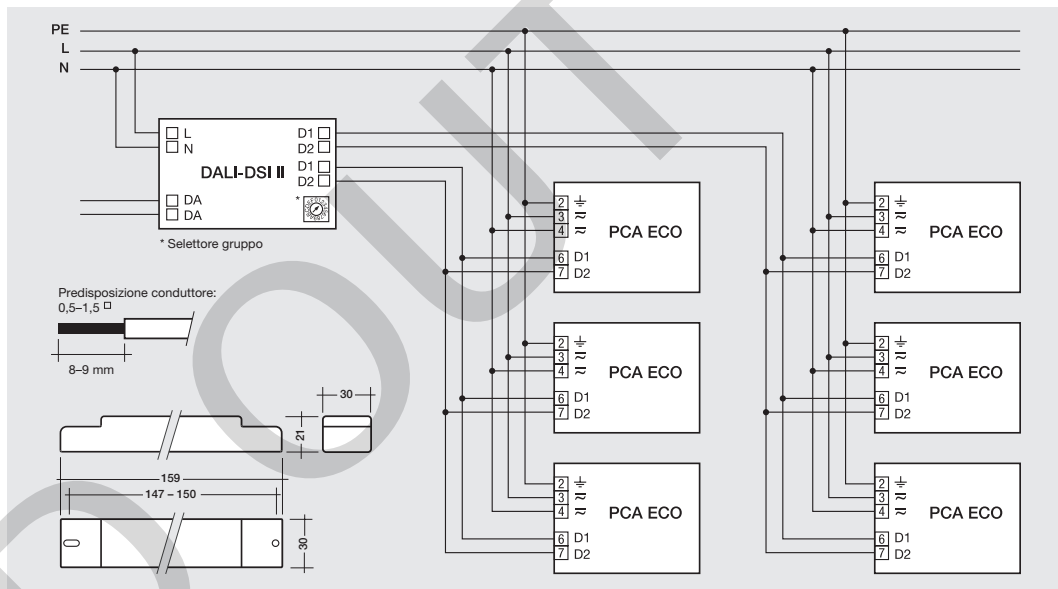 PE
L
N
L
N
DA
DA
DALI-DSI II
D1
D2
D1
D2
*
* Selettore gruppo
Predisposizione conduttore:
0,5–1,5 □
8–9 mm
30
21
159
147 – 150
30
2
3
4
6 D1
7 D2
PCA ECO
2
3
4
6 D1
7 D2
PCA ECO
2
3
4
6 D1
7 D2
PCA ECO
2
3
4
6 D1
7 D2
PCA ECO
2
3
4
6 D1
7 D2
PCA ECO
2
3
4
6 D1
7 D2
PCA ECO
OUT